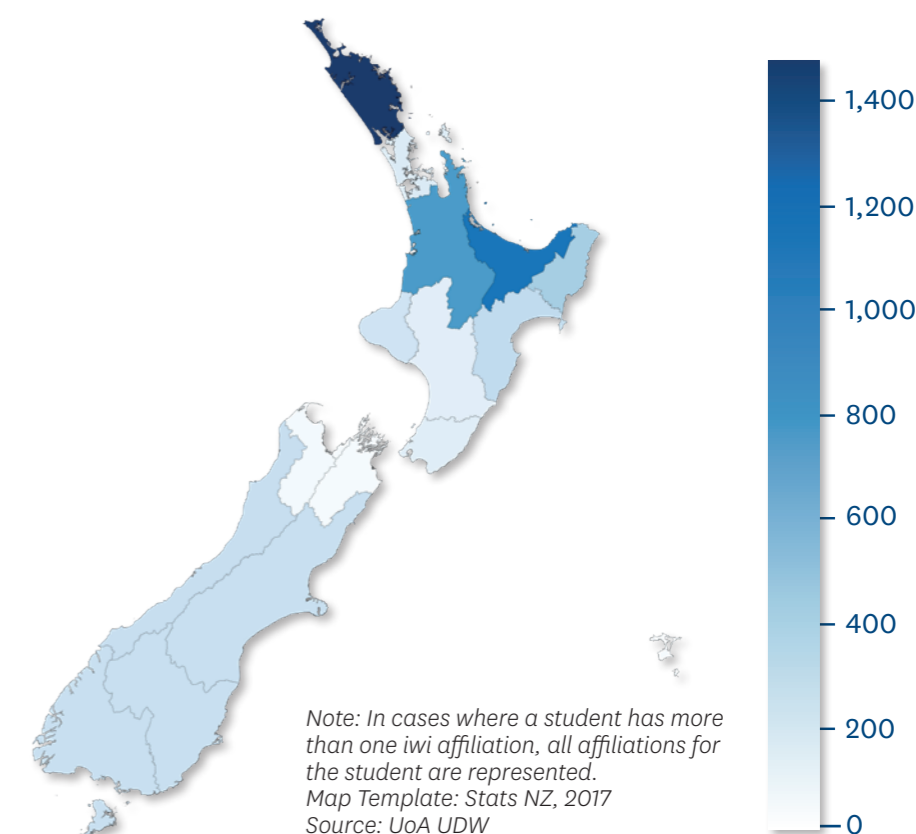 1,400
1,200
1,000
800
600
400
200
0
Note: In cases where a student has more
than one iwi affiliation, all affiliations for
the student are represented.
Map Template: Stats NZ, 2017
Source: UoA UDW